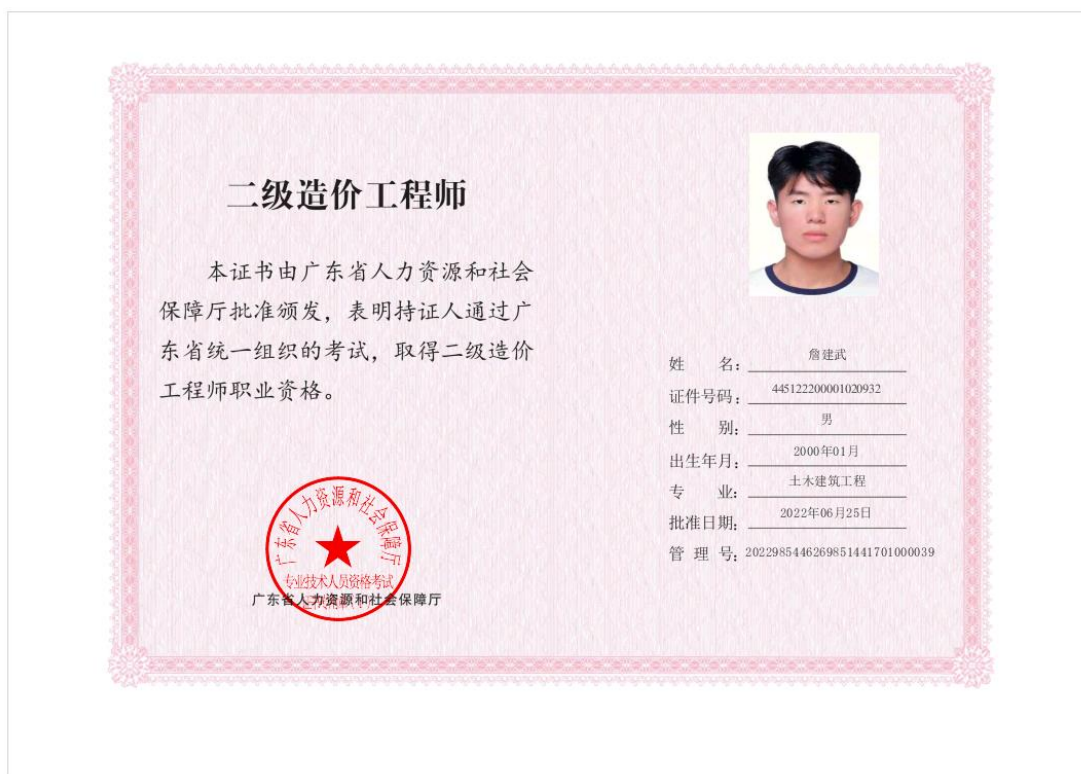 二级造价工程师
本证书由广东省人力资源和社会
保障厅批准颁发，表明持证人通过广
东省统一组织的考试，取得二级造价
工程师职业资格。
广东省人力资源和社会保障厅
专业技术人员资格考试
广东省人力资源和社会保障厅
姓 名：詹建武
证件号码：445122200001020932
性 别：男
出生年月：2000年01月
专 业：土木建筑工程
批准日期：2022年06月25日
管 理 号：2022985446269851441701000039